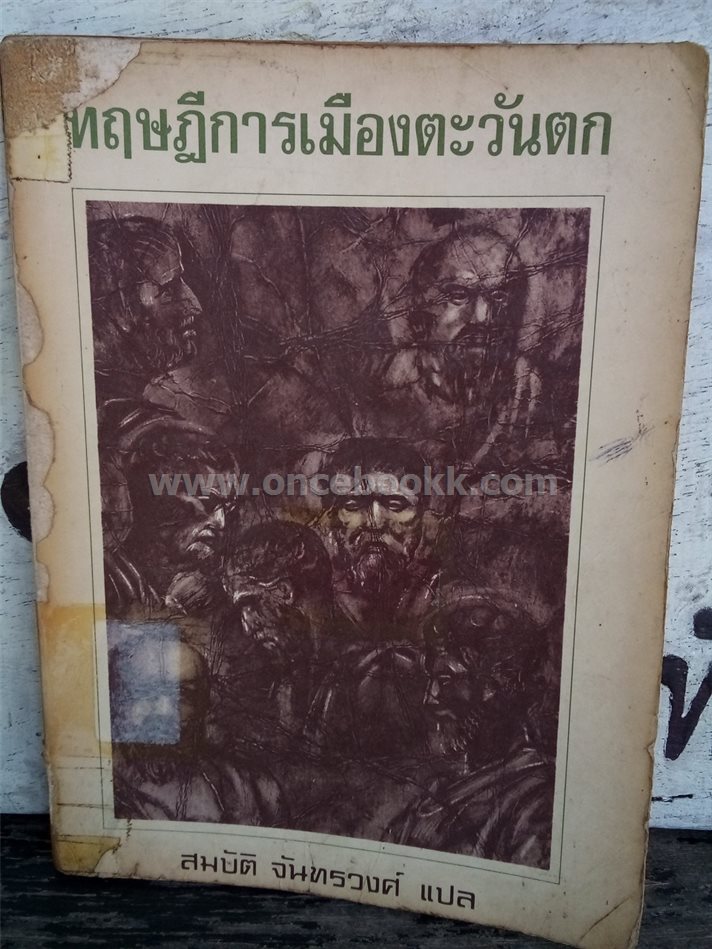 ทฤษฎีการเมืองตะวันตก
www.oncebookk.com
สมบัติ จันทรวงศ์ แปล